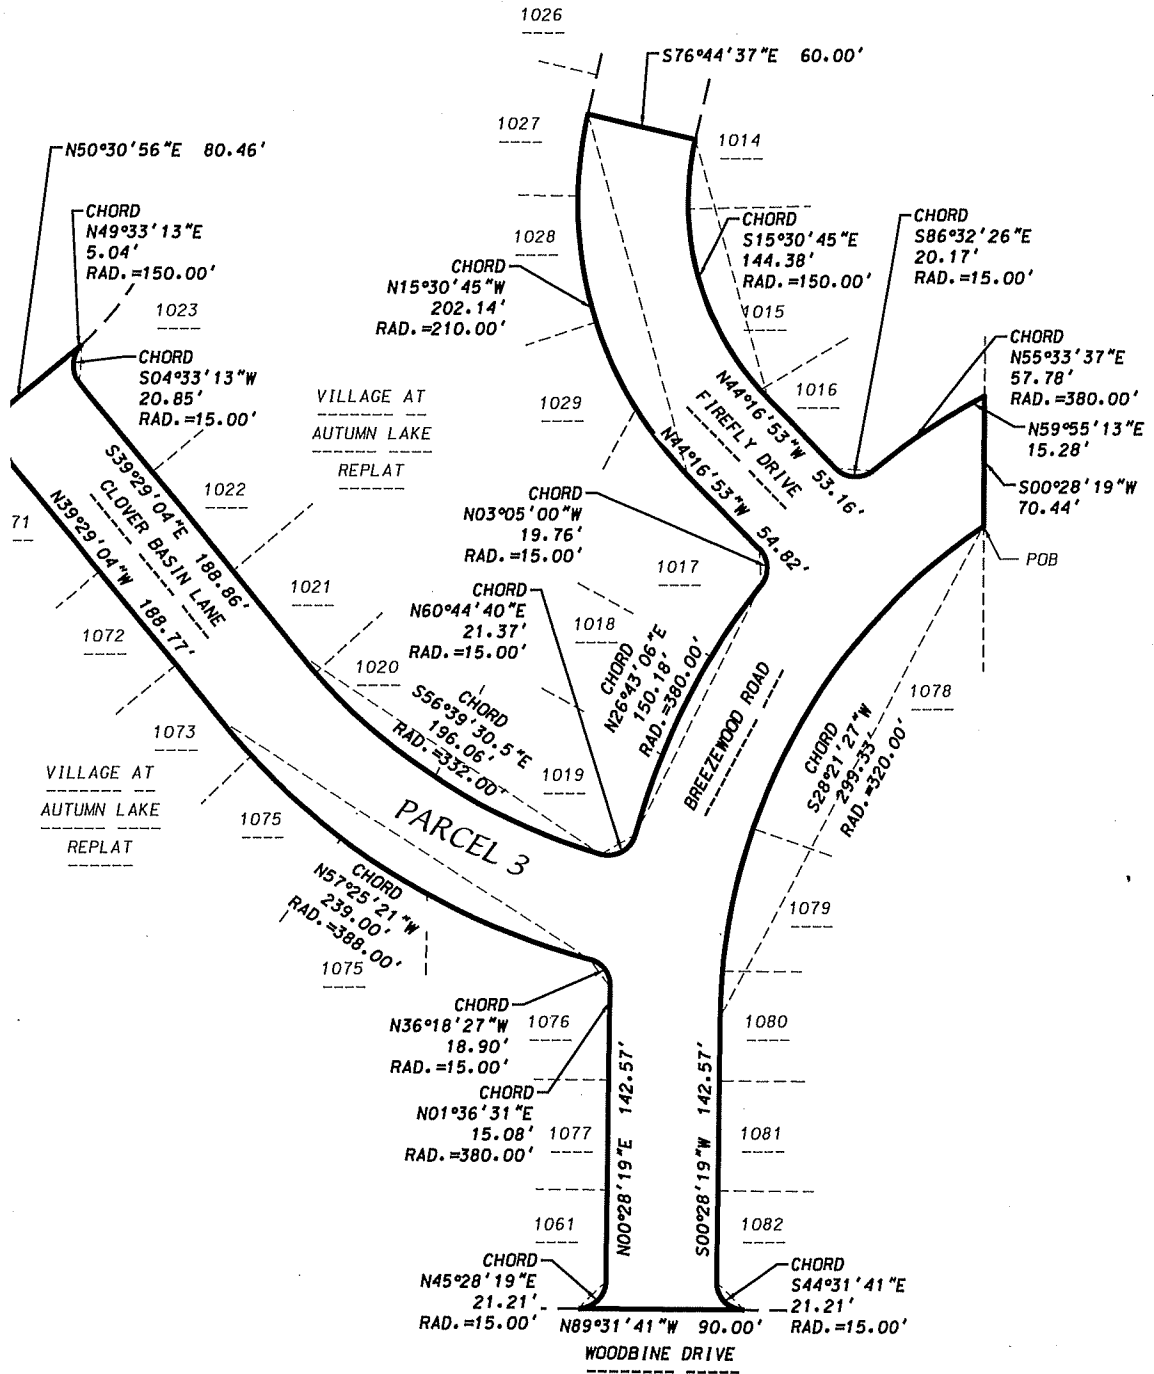 1026
S76°44'37"E 60.00'
1027
1014
N50°30'56"E 80.46'
CHORD
N49°33'13"E
5.04'
RAD.=150.00'
CHORD
S15°30'45"E
144.38'
RAD.=150.00'
CHORD
S86°32'26"E
20.17'
RAD.=15.00'
1028
CHORD
N15°30'45"W
202.14'
RAD.=210.00'
1023
1015
CHORD
N55°33'37"E
57.78'
RAD.=380.00'
CHORD
S04°33'13"W
20.85'
RAD.=15.00'
VILLAGE AT
AUTUMN LAKE
REPLAT
1029
1016
N44°16'53"W 53.16'
FIREFLY DRIVE
N44°16'53"W 54.82'
N59°55'13"E
15.28'
S00°28'19"W
70.44'
POB
S39°29'04"E 188.86'
CLOVER BASIN LANE
N39°29'04"W 188.77'
1022
71
CHORD
N03°05'00"W
19.76'
RAD.=15.00'
1017
1021
CHORD
N60°44'40"E
21.37'
RAD.=15.00'
1018
1072
1020
CHORD
S56°39'30.5"E
196.06'
RAD.=332.00'
CHORD
N26°43'06"E
150.18'
RAD.=380.00'
BREEZEWOOD ROAD
1078
CHORD
S28°21'27"W
299.33'
RAD.=320.00'
1073
1019
VILLAGE AT
AUTUMN LAKE
REPLAT
1075
PARCEL 3
CHORD
N57°25'21"W
239.00'
RAD.=388.00'
1075
1079
CHORD
N36°18'27"W
18.90'
RAD.=15.00'
1076
1080
CHORD
N01°36'31"E
15.08'
RAD.=380.00'
1077
N00°28'19"E 142.57'
S00°28'19"W 142.57'
1081
1061
1082
CHORD
N45°28'19"E
21.21'
RAD.=15.00'
CHORD
S44°31'41"E
21.21'
RAD.=15.00'
N89°31'41"W 90.00'
WOODBINE DRIVE